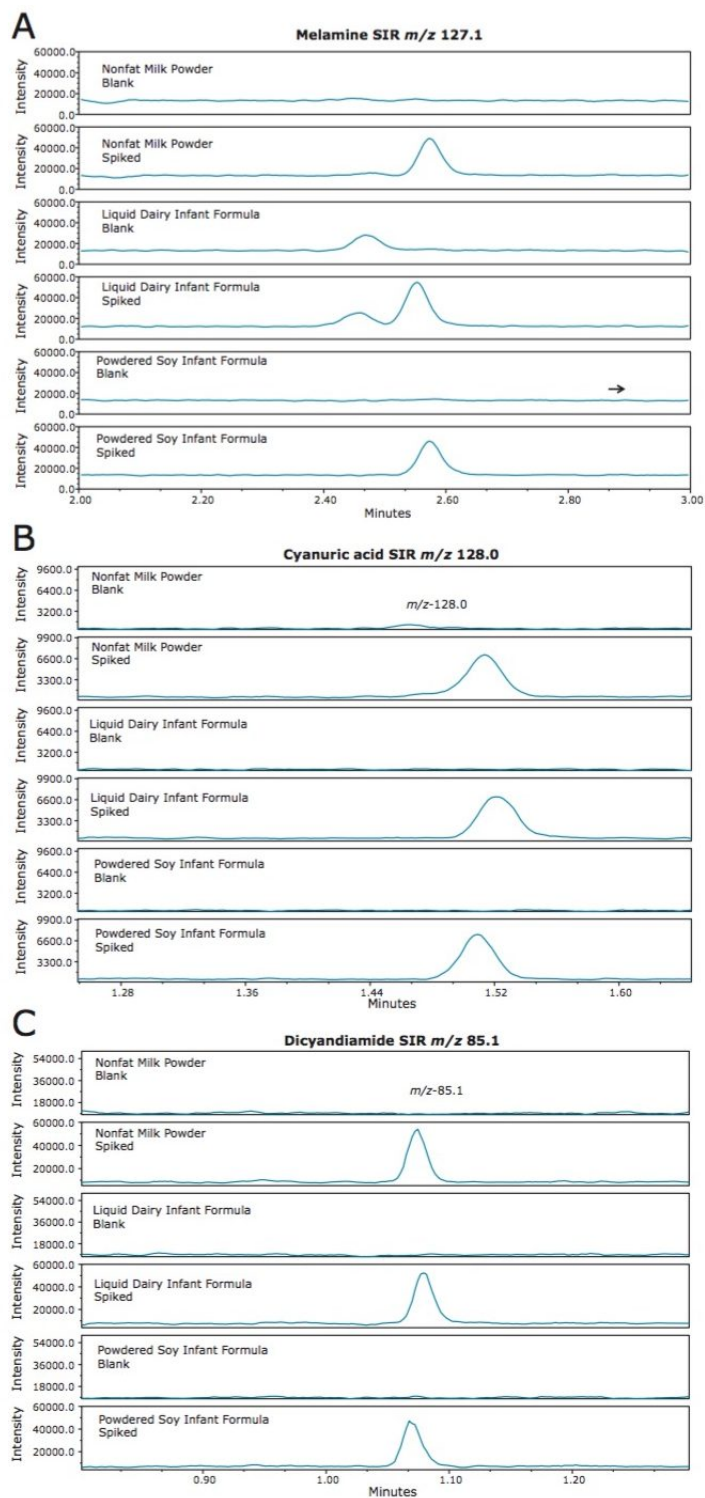 A
Melamine SIR m/z 127.1
Intensity
60000.0
40000.0
20000.0
0.0
Nonfat Milk Powder
Blank
Intensity
60000.0
40000.0
20000.0
0.0
Nonfat Milk Powder
Spiked
Intensity
60000.0
40000.0
20000.0
0.0
Liquid Dairy Infant Formula
Blank
Intensity
60000.0
40000.0
20000.0
0.0
Liquid Dairy Infant Formula
Spiked
Intensity
60000.0
40000.0
20000.0
0.0
Powdered Soy Infant Formula
Blank
Intensity
60000.0
40000.0
20000.0
0.0
Powdered Soy Infant Formula
Spiked
2.00 2.20 2.40 2.60 2.80 3.00
Minutes
B
Cyanuric acid SIR m/z 128.0
Intensity
9600.0
6400.0
3200.0
Nonfat Milk Powder
Blank
m/z-128.0
Intensity
9900.0
6600.0
3300.0
Nonfat Milk Powder
Spiked
Intensity
9600.0
6400.0
3200.0
Liquid Dairy Infant Formula
Blank
Intensity
9900.0
6600.0
3300.0
Liquid Dairy Infant Formula
Spiked
Intensity
9600.0
6400.0
3200.0
Powdered Soy Infant Formula
Blank
Intensity
9900.0
6600.0
3300.0
Powdered Soy Infant Formula
Spiked
1.28 1.36 1.44 1.52 1.60
Minutes
C
Dicyandiamide SIR m/z 85.1
Intensity
54000.0
36000.0
18000.0
Nonfat Milk Powder
Blank
m/z-85.1
Intensity
60000.0
40000.0
20000.0
Nonfat Milk Powder
Spiked
Intensity
54000.0
36000.0
18000.0
Liquid Dairy Infant Formula
Blank
Intensity
60000.0
40000.0
20000.0
Liquid Dairy Infant Formula
Spiked
Intensity
54000.0
36000.0
18000.0
Powdered Soy Infant Formula
Blank
Intensity
60000.0
40000.0
20000.0
Powdered Soy Infant Formula
Spiked
0.90 1.00 1.10 1.20
Minutes